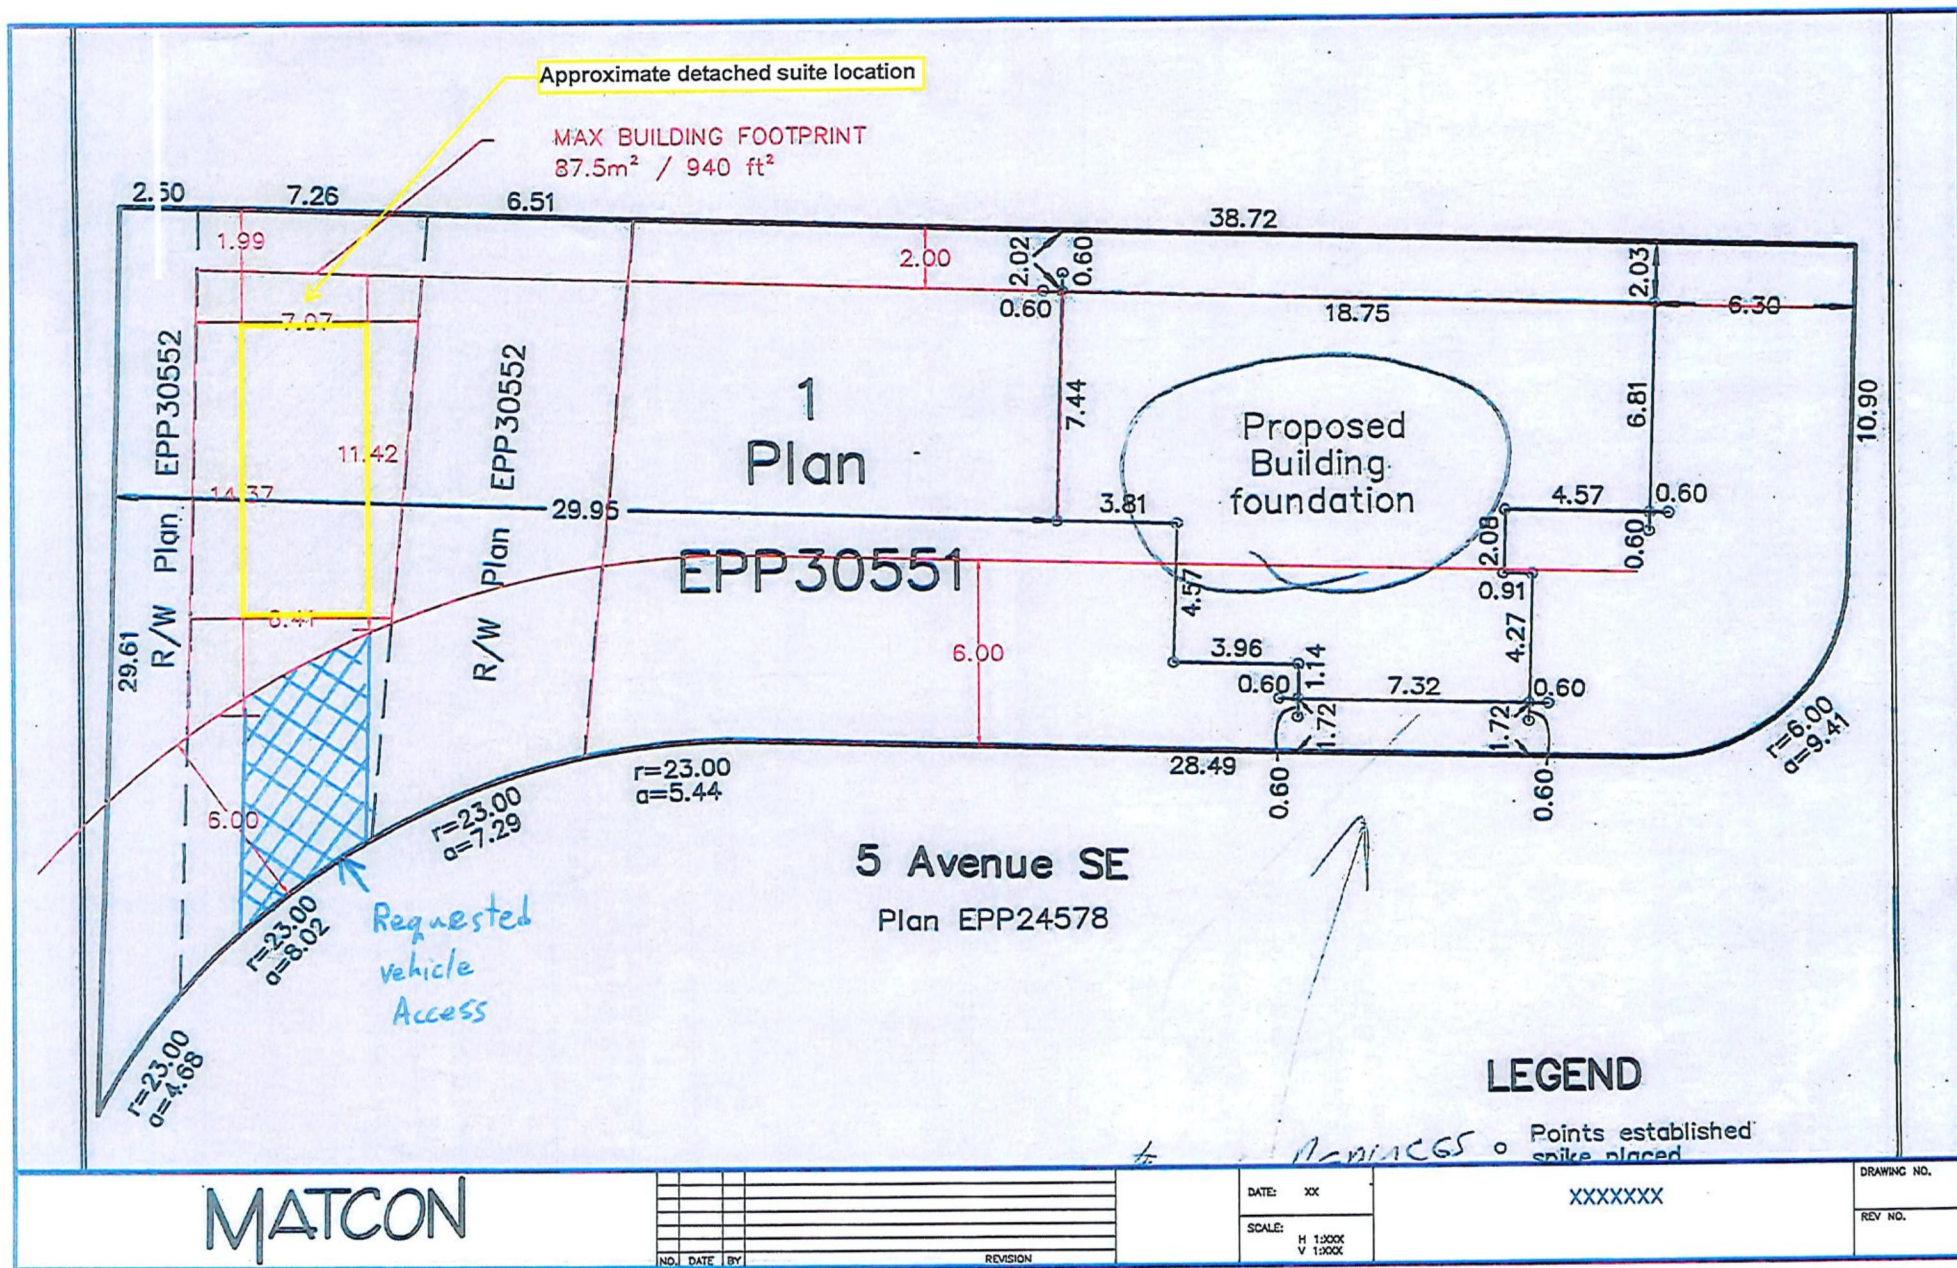 Approximate detached suite location
MAX BUILDING FOOTPRINT
87.5m² / 940 ft²
2.50
7.26
6.51
38.72
1.99
2.00
2.02
0.60
0.60
2.03
18.75
6.30
7.97
R/W Plan EPP30552
R/W Plan EPP30552
11.42
14.37
29.95
1
Plan
EPP30551
7.44
3.81
Proposed
Building
foundation
6.81
10.90
4.57
0.60
0.60
2.08
0.91
4.57
4.27
3.96
1.14
0.60
7.32
0.60
1.72
1.72
0.60
0.60
28.49
6.00
6.00
29.61
r=6.00
a=9.41
r=23.00
a=5.44
r=23.00
a=7.29
r=23.00
a=8.02
r=23.00
a=4.68
5 Avenue SE
Plan EPP24578
Requested
vehicle
Access
LEGEND
Points established
spike placed
MATCON
NO. DATE BY REVISION
DATE: XX
SCALE: H 1:XXX
V 1:XXX
XXXXXXX
DRAWING NO.
REV NO.